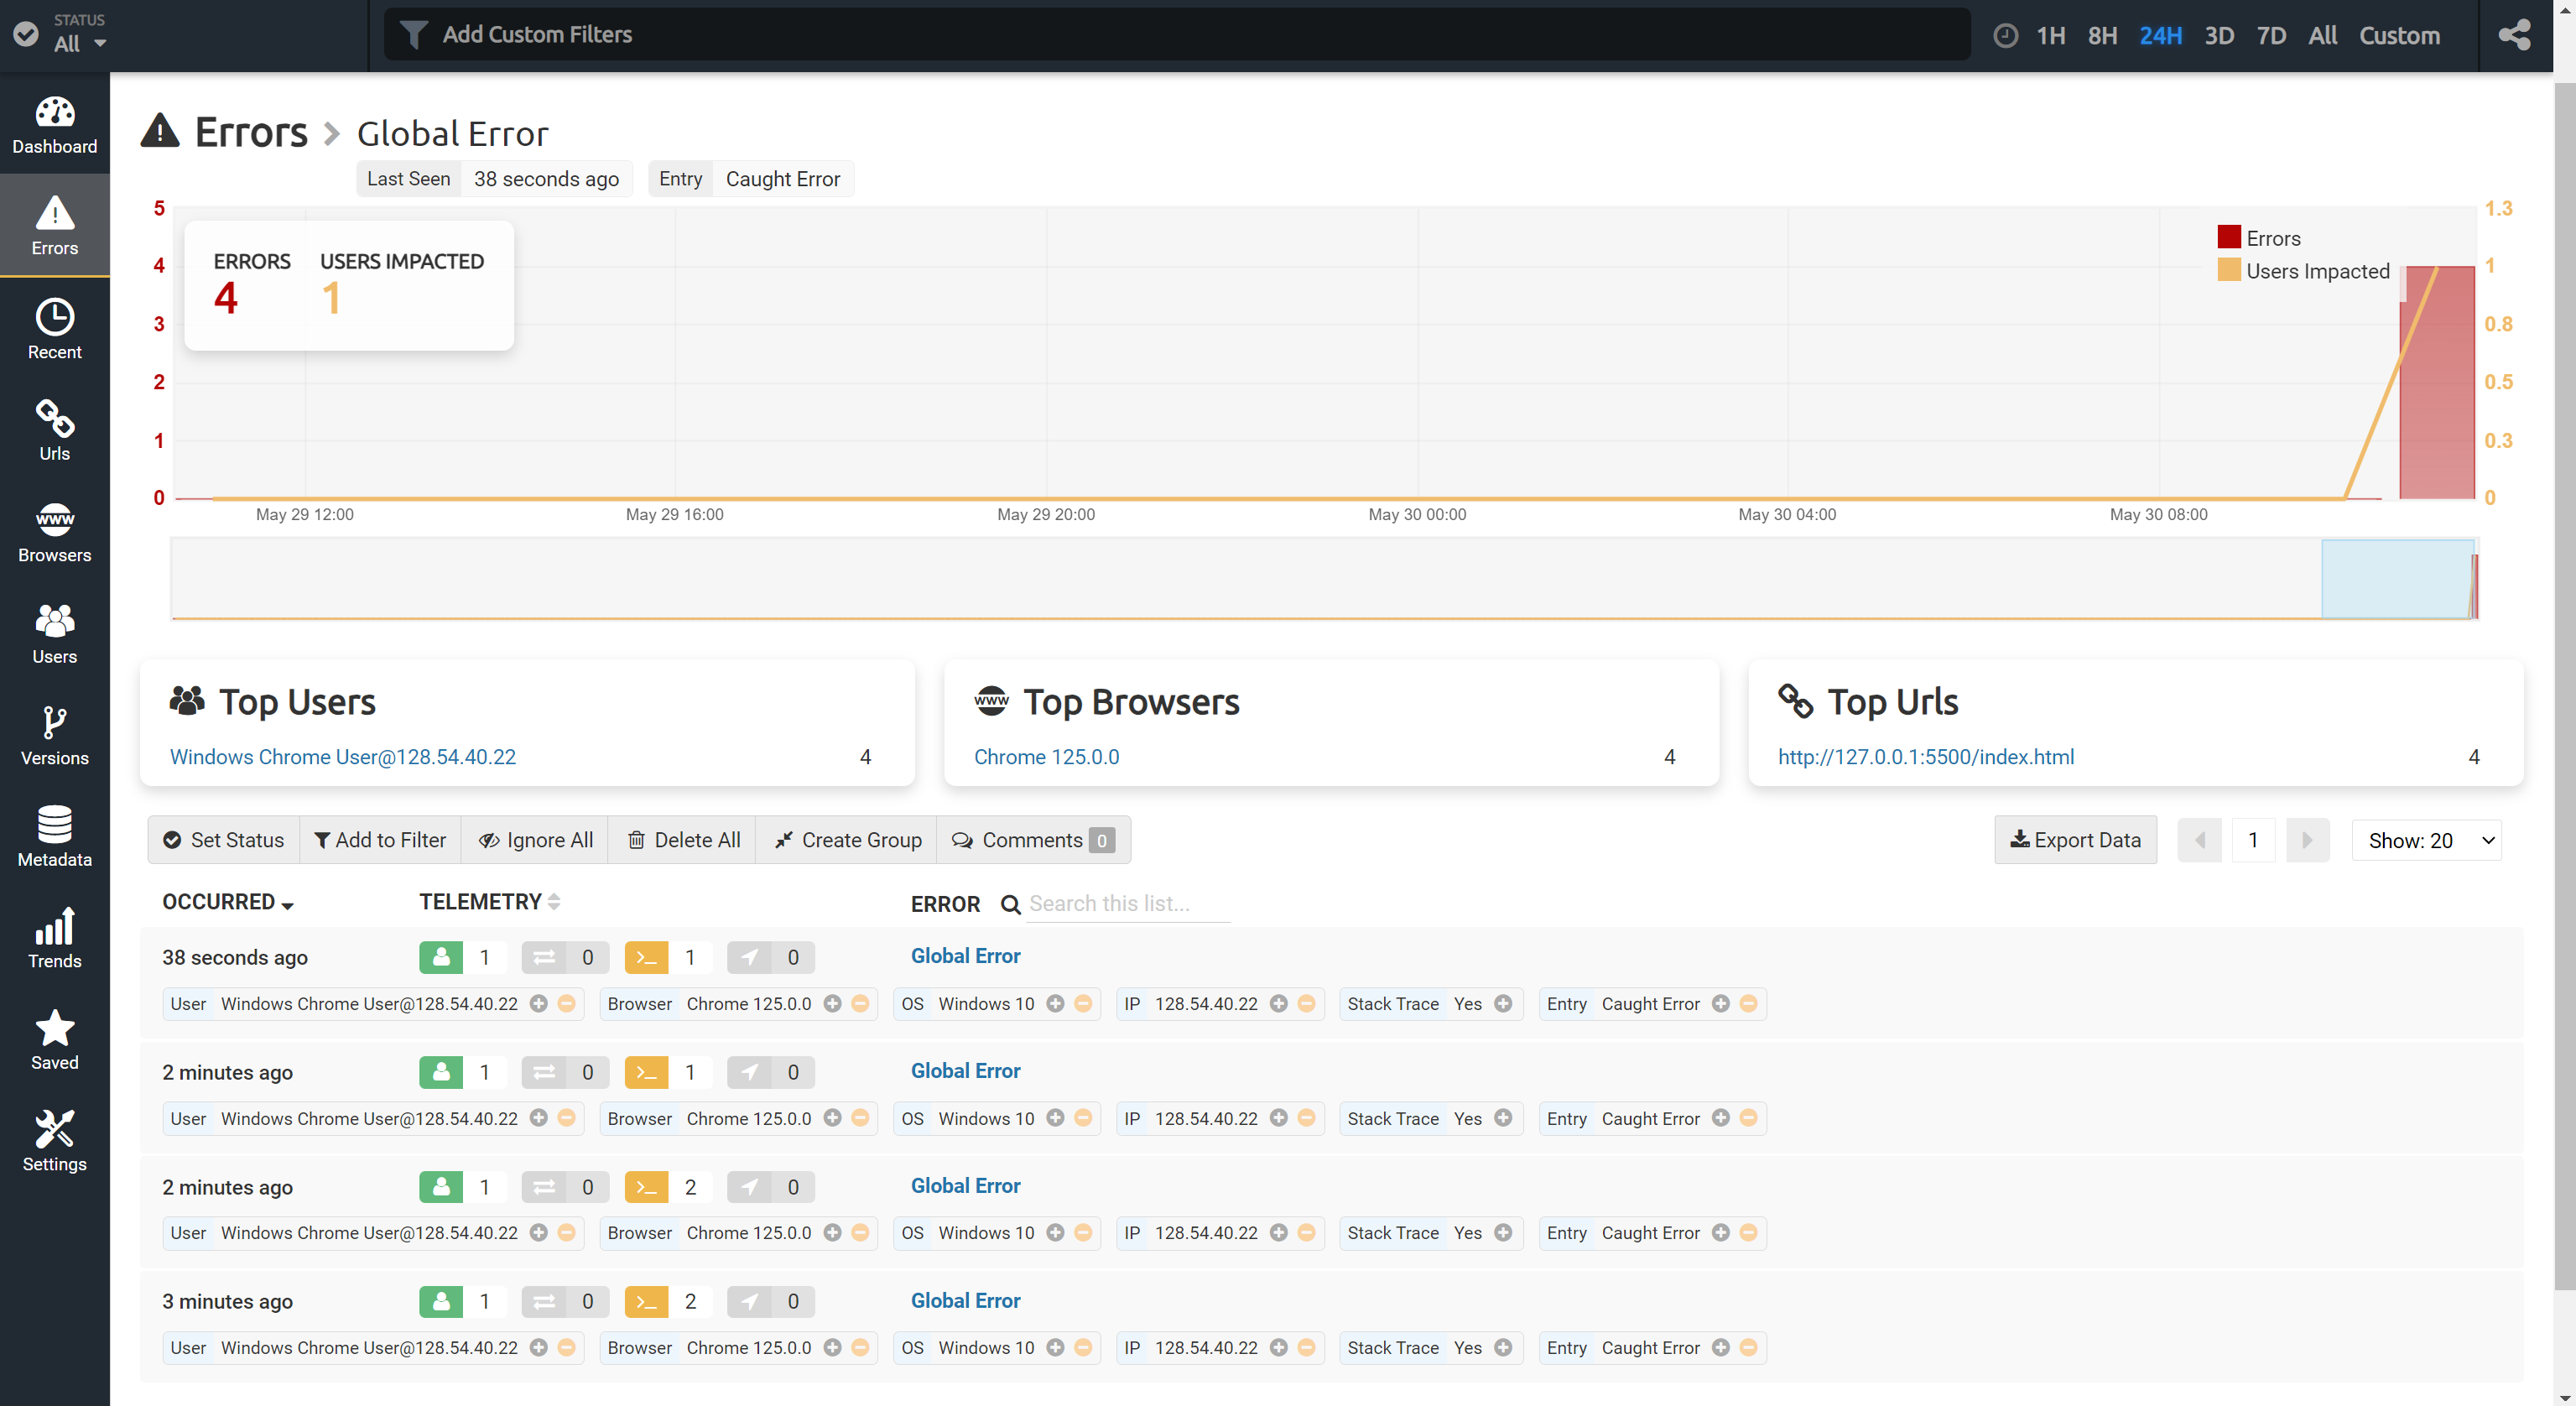 STATUS
All
Add Custom Filters
1H 8H 24H 3D 7D All Custom
Dashboard
Errors
Recent
Urls
www
Browsers
Users
Versions
Metadata
Trends
Saved
Settings
Errors > Global Error
Last Seen 38 seconds ago Entry Caught Error
5
4
3
2
1
0
ERRORS USERS IMPACTED
4 1
Errors
Users Impacted
1.3
1
0.8
0.5
0.3
0
May 29 12:00 May 29 16:00 May 29 20:00 May 30 00:00 May 30 04:00 May 30 08:00
Top Users
Windows Chrome User@128.54.40.22 4
www Top Browsers
Chrome 125.0.0 4
Top Urls
http://127.0.0.1:5500/index.html 4
Set Status Add to Filter Ignore All Delete All Create Group Comments 0 Export Data 1 Show: 20
OCCURRED TELEMETRY ERROR Search this list...
38 seconds ago 1 0 >_ 1 0 Global Error
User Windows Chrome User@128.54.40.22 Browser Chrome 125.0.0 OS Windows 10 IP 128.54.40.22 Stack Trace Yes Entry Caught Error
2 minutes ago 1 0 >_ 1 0 Global Error
User Windows Chrome User@128.54.40.22 Browser Chrome 125.0.0 OS Windows 10 IP 128.54.40.22 Stack Trace Yes Entry Caught Error
2 minutes ago 1 0 >_ 2 0 Global Error
User Windows Chrome User@128.54.40.22 Browser Chrome 125.0.0 OS Windows 10 IP 128.54.40.22 Stack Trace Yes Entry Caught Error
3 minutes ago 1 0 >_ 2 0 Global Error
User Windows Chrome User@128.54.40.22 Browser Chrome 125.0.0 OS Windows 10 IP 128.54.40.22 Stack Trace Yes Entry Caught Error